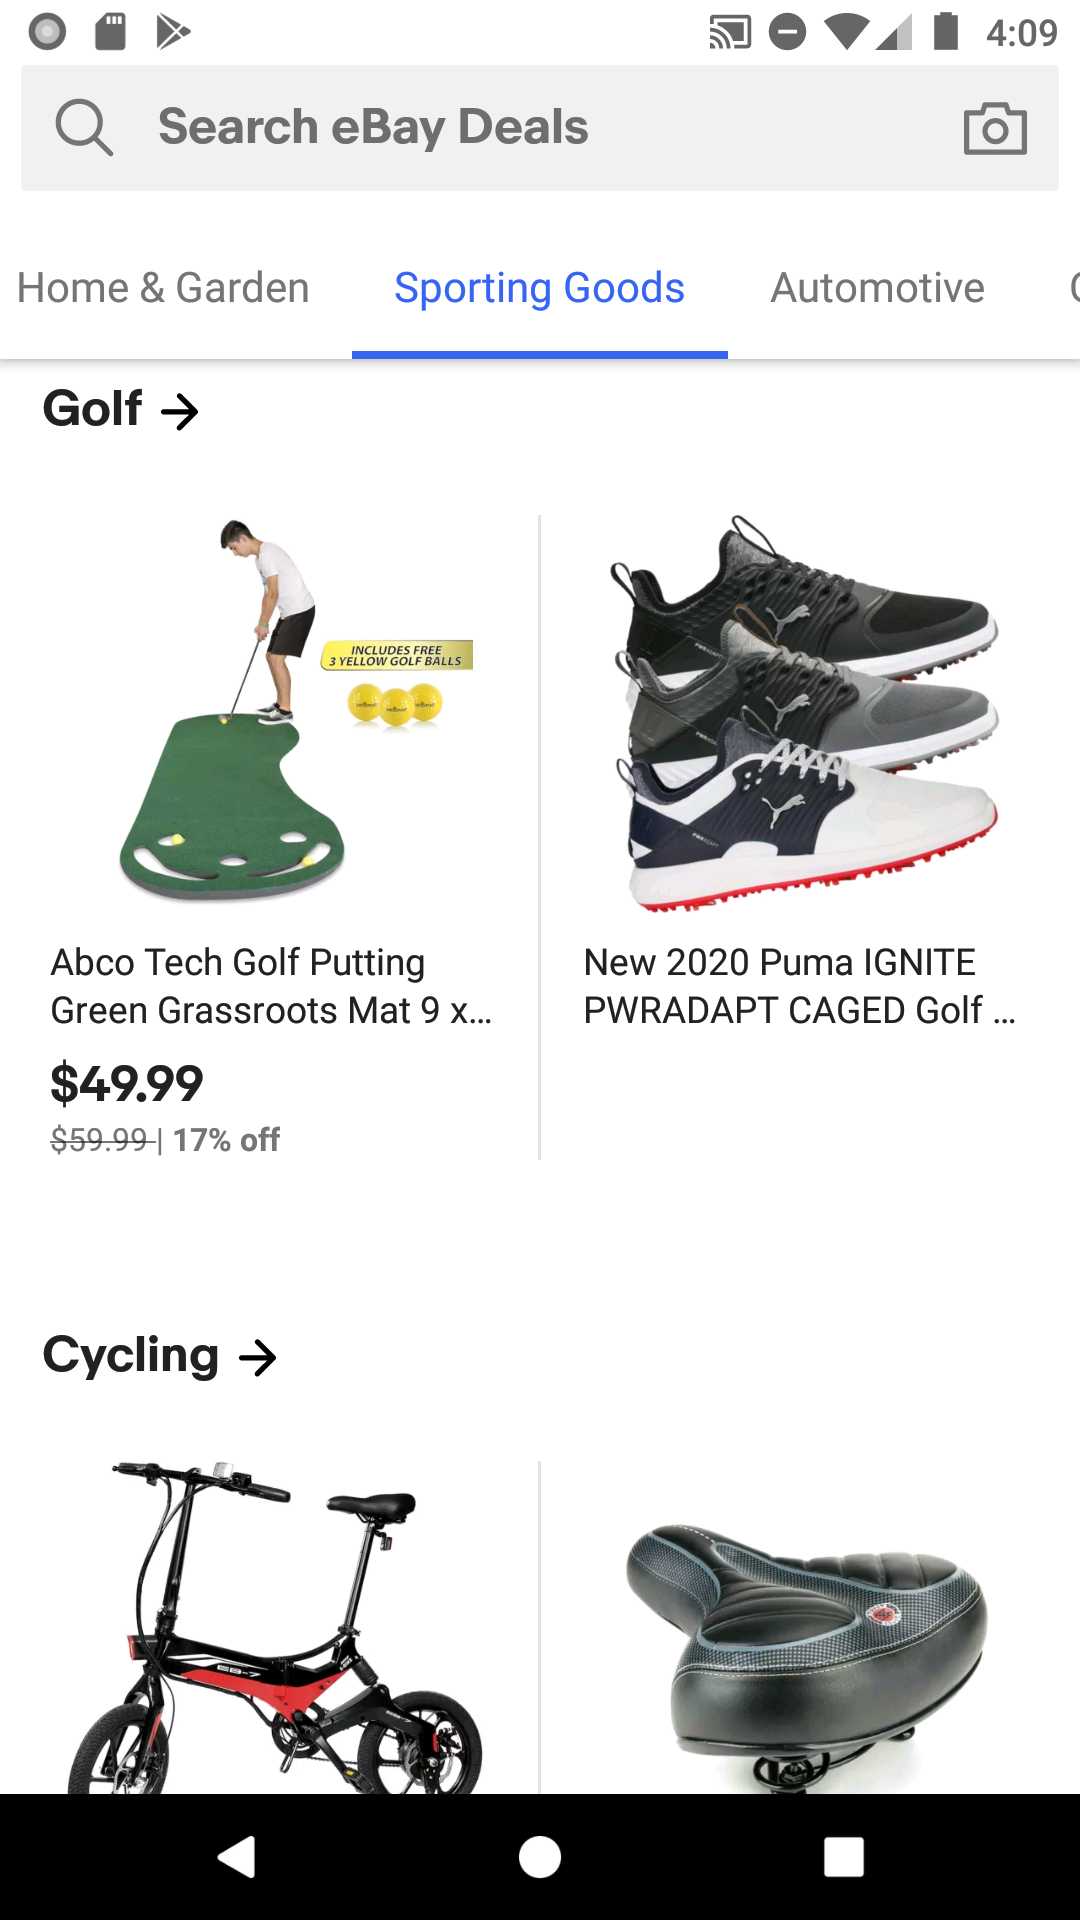 4:09
Search eBay Deals
Home & Garden
Sporting Goods
Automotive
Golf
INCLUDES FREE
3 YELLOW GOLF BALLS
Abco Tech Golf Putting
Green Grassroots Mat 9 x...
$49.99
$59.99 | 17% off
New 2020 Puma IGNITE
PWRADAPT CAGED Golf ...
Cycling
EB-7